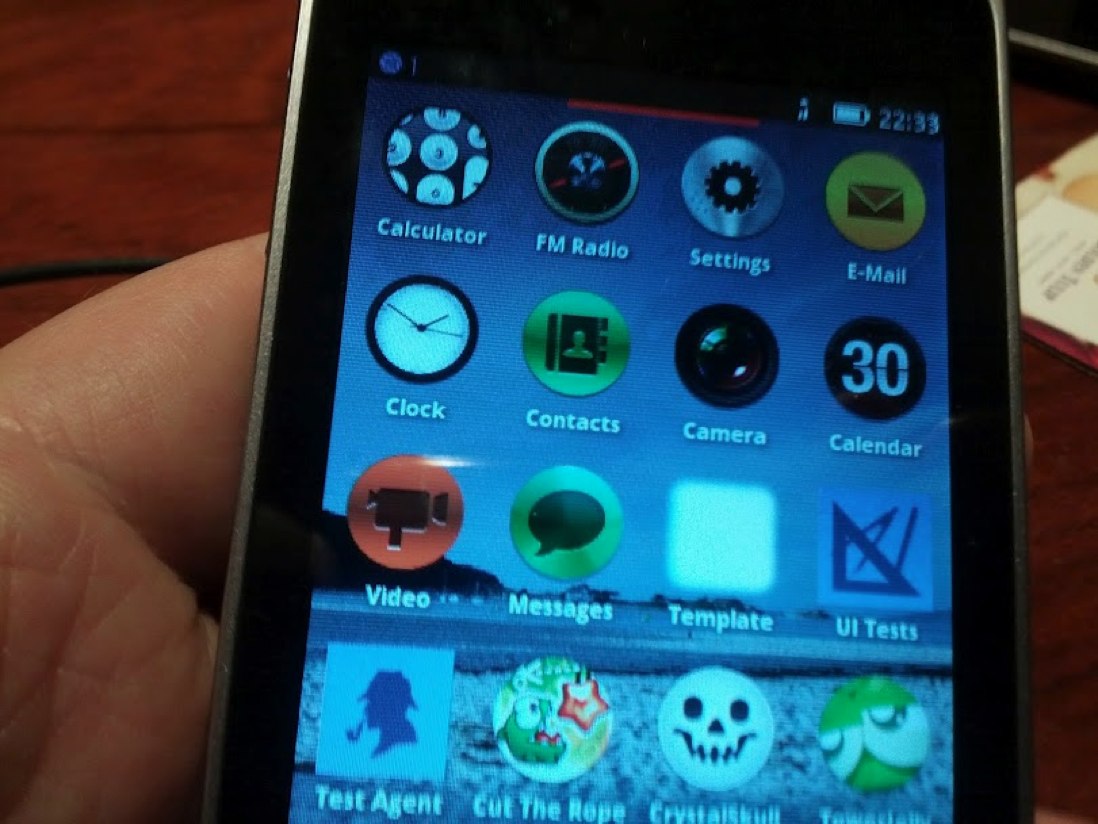 22:33
Calculator
FM Radio
Settings
E-Mail
Clock
Contacts
Camera
30
Calendar
Video
Messages
Template
UI Tests
Test Agent
Cut The Rope
CrystalSkull